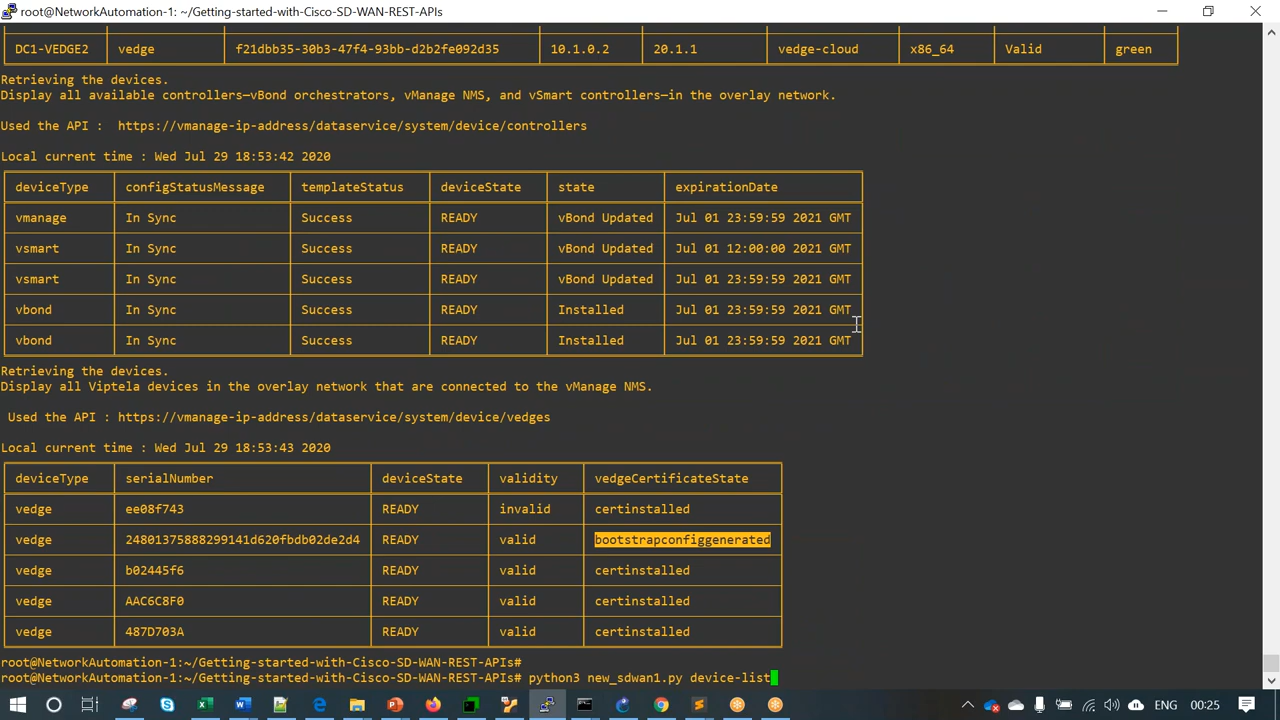 root@NetworkAutomation-1: ~/Getting-started-with-Cisco-SD-WAN-REST-APIs
DC1-VEDGE2 vedge f21dbb35-30b3-47f4-93bb-d2b2fe092d35 10.1.0.2 20.1.1 vedge-cloud x86_64 Valid green
Retrieving the devices.
Display all available controllers—vBond orchestrators, vManage NMS, and vSmart controllers—in the overlay network.
Used the API :  https://vmanage-ip-address/dataservice/system/device/controllers
Local current time : Wed Jul 29 18:53:42 2020
deviceType configStatusMessage templateStatus deviceState state expirationDate
vmanage In Sync Success READY vBond Updated Jul 01 23:59:59 2021 GMT
vsmart In Sync Success READY vBond Updated Jul 01 12:00:00 2021 GMT
vsmart In Sync Success READY vBond Updated Jul 01 23:59:59 2021 GMT
vbond In Sync Success READY Installed Jul 01 23:59:59 2021 GMT
vbond In Sync Success READY Installed Jul 01 23:59:59 2021 GMT
Retrieving the devices.
Display all Viptela devices in the overlay network that are connected to the vManage NMS.
Used the API : https://vmanage-ip-address/dataservice/system/device/vedges
Local current time : Wed Jul 29 18:53:43 2020
deviceType serialNumber deviceState validity vedgeCertificateState
vedge ee08f743 READY invalid certinstalled
vedge 24801375888299141d620fbdb02de2d4 READY valid bootstrapconfiggenerated
vedge b02445f6 READY valid certinstalled
vedge AAC6C8F0 READY valid certinstalled
vedge 487D703A READY valid certinstalled
root@NetworkAutomation-1:~/Getting-started-with-Cisco-SD-WAN-REST-APIs#
root@NetworkAutomation-1:~/Getting-started-with-Cisco-SD-WAN-REST-APIs# python3 new_sdwan1.py device-list
ENG 00:25